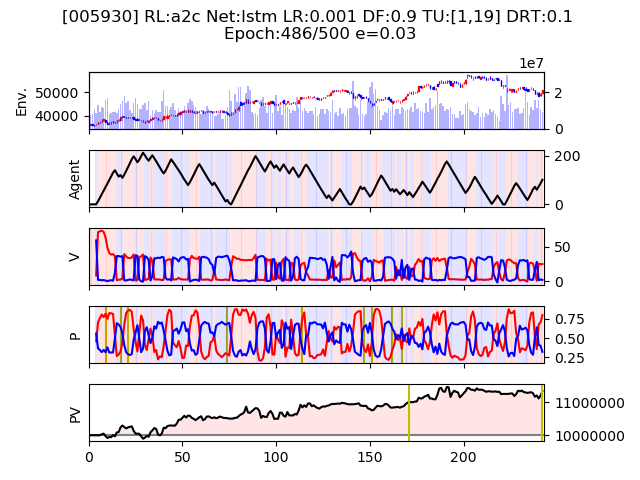 [005930] RL:a2c Net:lstm LR:0.001 DF:0.9 TU:[1,19] DRT:0.1
Epoch:486/500 e=0.03
1e7
Env.
50000
40000
2
0
Agent
200
0
V
50
0
P
0.75
0.50
0.25
PV
11000000
10000000
0 50 100 150 200